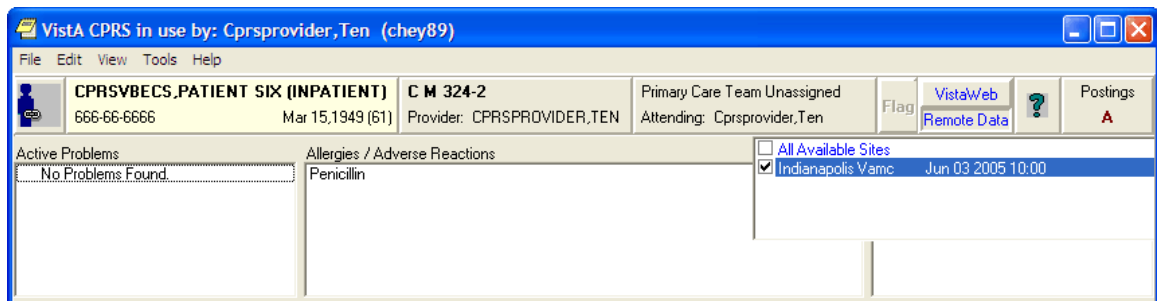 VistA CPRS in use by: Cprsprovider,Ten (chey89)
File Edit View Tools Help
CPRSVBECS,PATIENT SIX (INPATIENT)
666-66-6666 Mar 15,1949 (61)
C M 324-2
Provider: CPRSPROVIDER,TEN
Primary Care Team Unassigned
Attending: Cprsprovider,Ten
Flag
VistaWeb
Remote Data
?
Postings
A
Active Problems
No Problems Found.
Allergies / Adverse Reactions
Penicillin
All Available Sites
Indianapolis Vamc Jun 03 2005 10:00